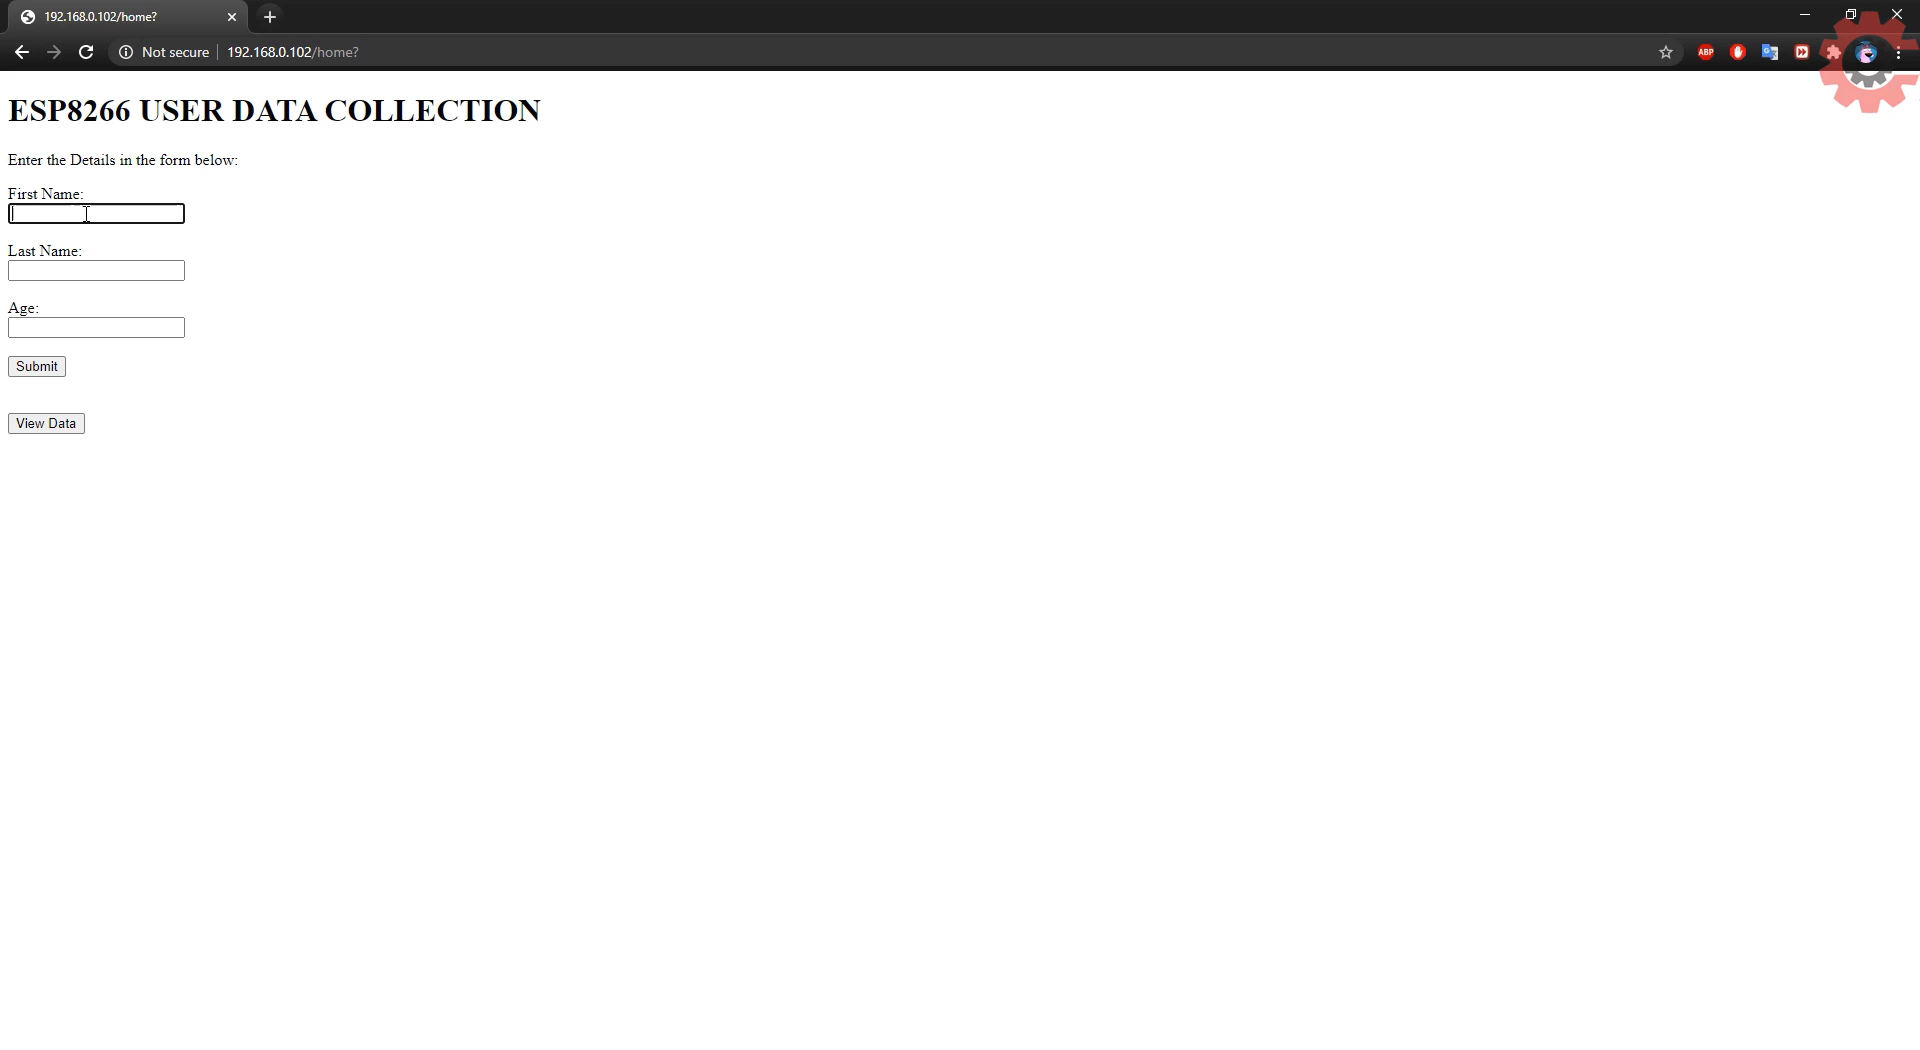 192.168.0.102/home?
Not secure 192.168.0.102/home?
ABP
ESP8266 USER DATA COLLECTION
Enter the Details in the form below:
First Name:
Last Name:
Age:
Submit
View Data